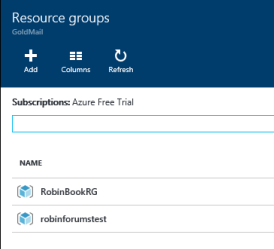 Resource groups
GoldMail
Add Columns Refresh
Subscriptions: Azure Free Trial
NAME
RobinBookRG
robinforumstest